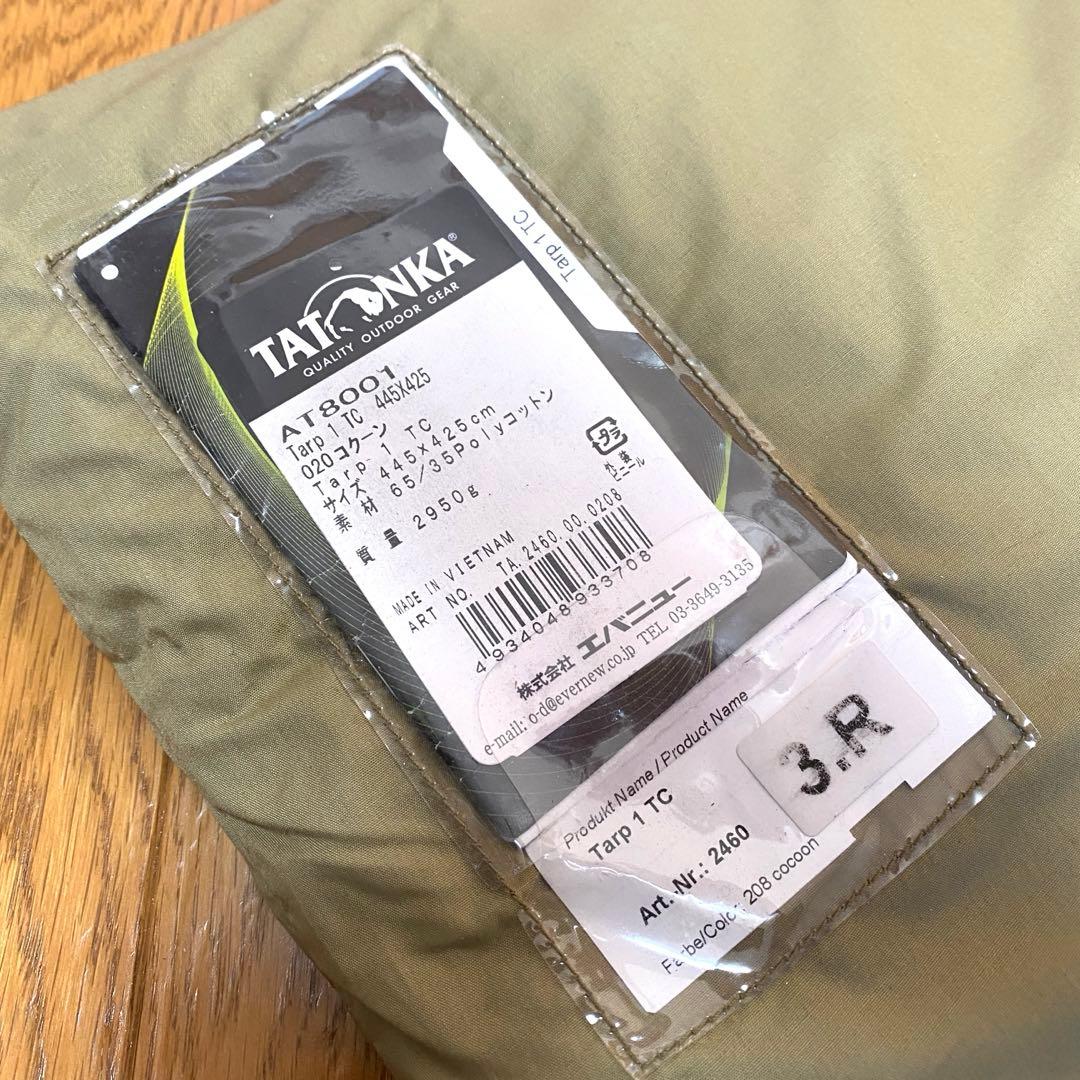 Tarp 1 TC
TATONKA®
QUALITY OUTDOOR GEAR
AT8001
Tarp 1 TC 445X425
020コクーン
Tarp 1 TC
サイズ 445×425cm
素材 65/35Polyコットン
質量 2950g
プラ
外装
ビニール
MADE IN VIETNAM
ART NO. TA.2460.00.0208
4934048933708
株式会社 エバニュー
e-mail: o-d@evernew.co.jp TEL 03-3649-3135
Produkt Name / Product Name
Tarp 1 TC
3.R
Art.-Nr.: 2460
Farbe/Color: 208 cocoon